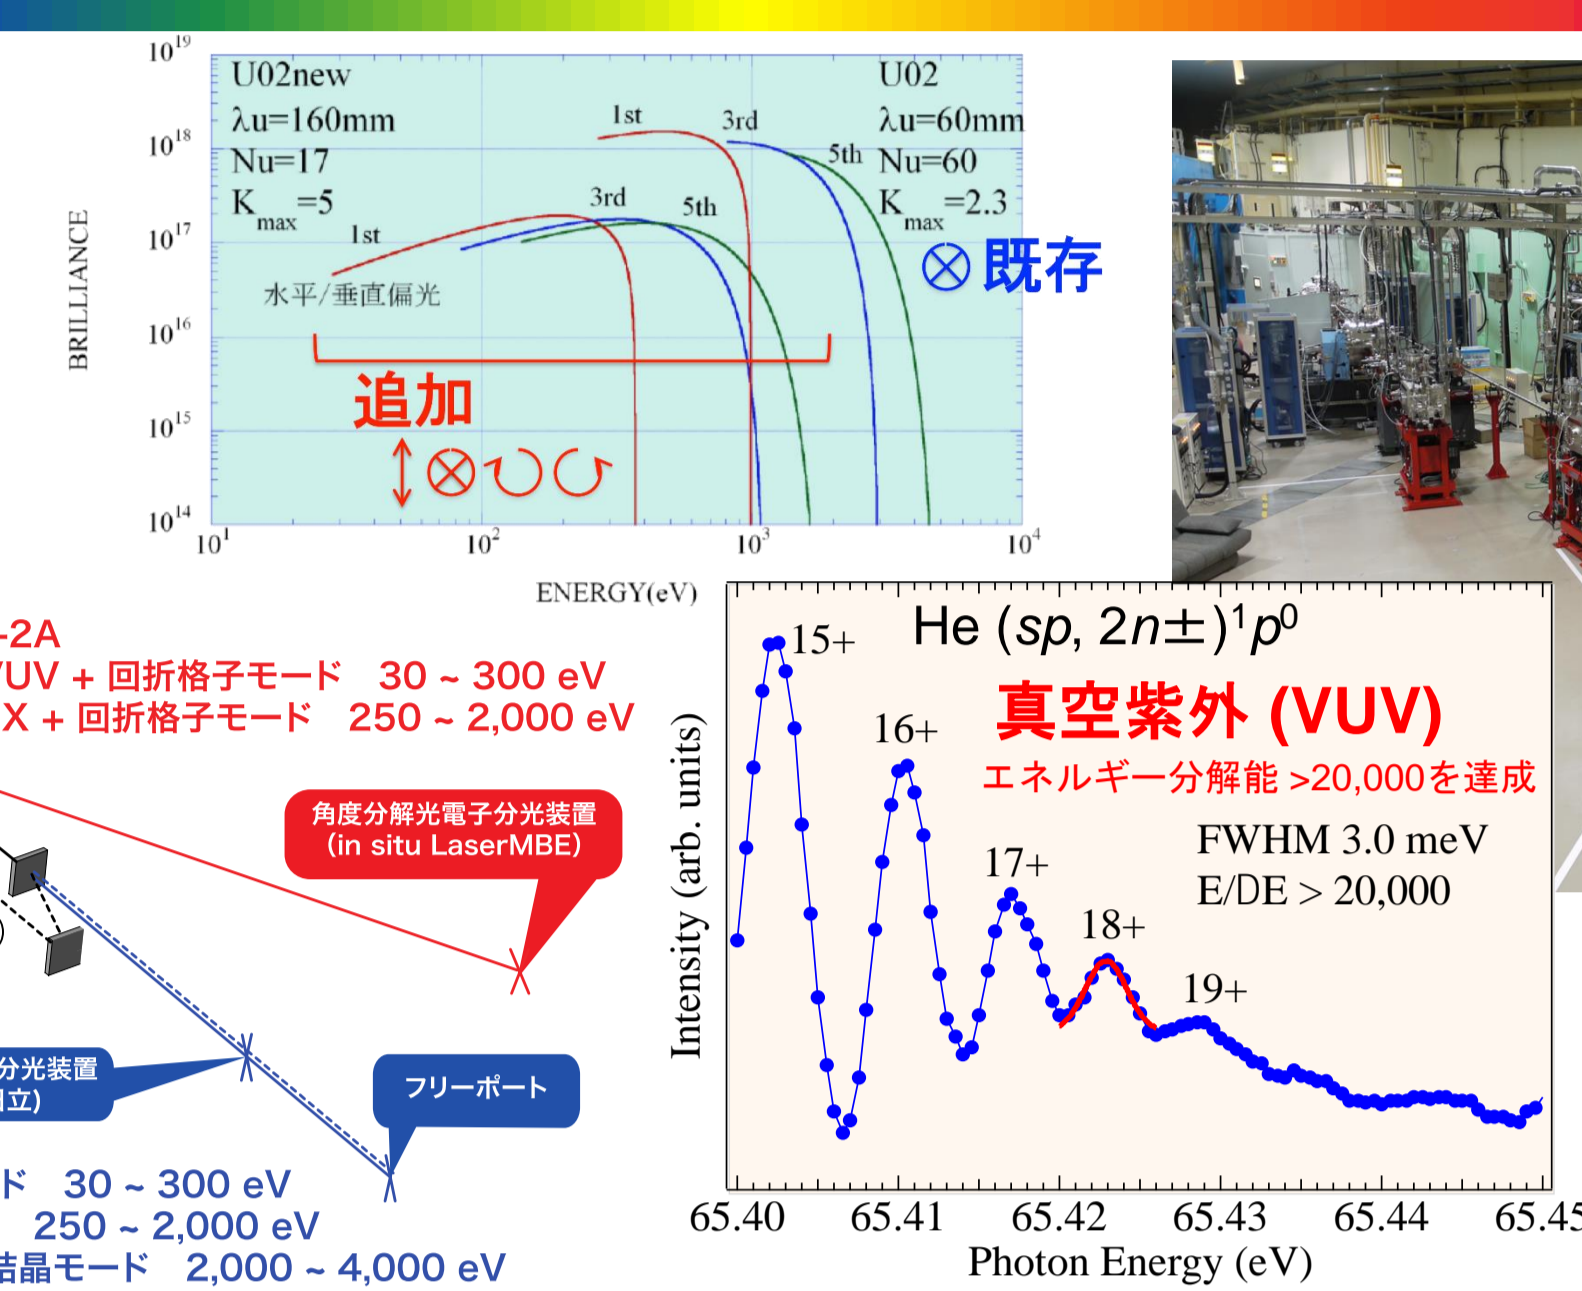 10¹⁹
10¹⁸
10¹⁷
10¹⁶
10¹⁵
10¹⁴
BRILLIANCE
U02new
λu=160mm
Nu=17
Kmax=5
U02
λu=60mm
Nu=60
Kmax=2.3
1st
3rd
5th
1st
3rd
5th
水平/垂直偏光
⊗ 既存
追加
10¹ 10² 10³ 10⁴
ENERGY(eV)
-2A
VUV + 回折格子モード 30 ~ 300 eV
X + 回折格子モード 250 ~ 2,000 eV
角度分解光電子分光装置
(in situ LaserMBE)
分光装置
フリーポート
ド 30 ~ 300 eV
250 ~ 2,000 eV
結晶モード 2,000 ~ 4,000 eV
He (sp, 2n±)¹p⁰
真空紫外 (VUV)
エネルギー分解能 >20,000を達成
FWHM 3.0 meV
E/DE > 20,000
15+
16+
17+
18+
19+
Intensity (arb. units)
65.40 65.41 65.42 65.43 65.44 65.45
Photon Energy (eV)